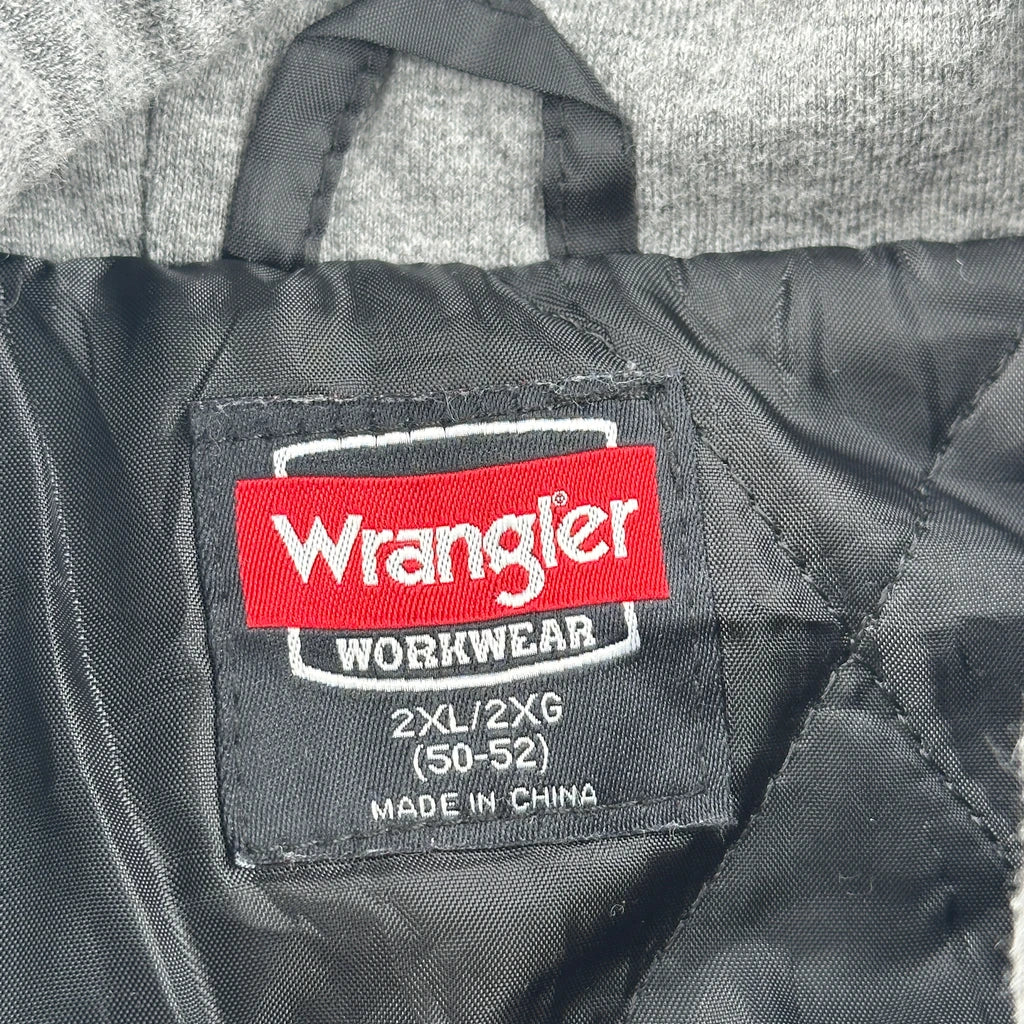 Wrangler®
WORKWEAR
2XL/2XG
(50-52)
MADE IN CHINA